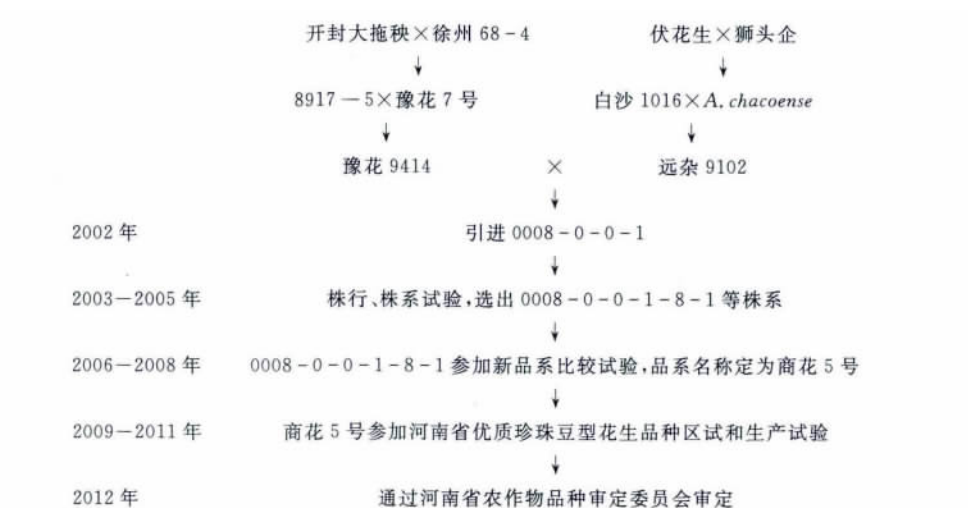 开封大拖秧×徐州 68-4 伏花生×狮头企
↓ ↓
8917-5×豫花 7 号 白沙 1016×A. chacoense
↓ ↓
豫花 9414 × 远杂 9102
↓
2002 年 引进 0008-0-0-1
↓
2003-2005 年 株行、株系试验,选出 0008-0-0-1-8-1 等株系
↓
2006-2008 年 0008-0-0-1-8-1 参加新品系比较试验,品系名称定为商花 5 号
↓
2009-2011 年 商花 5 号参加河南省优质珍珠豆型花生品种区试和生产试验
↓
2012 年 通过河南省农作物品种审定委员会审定